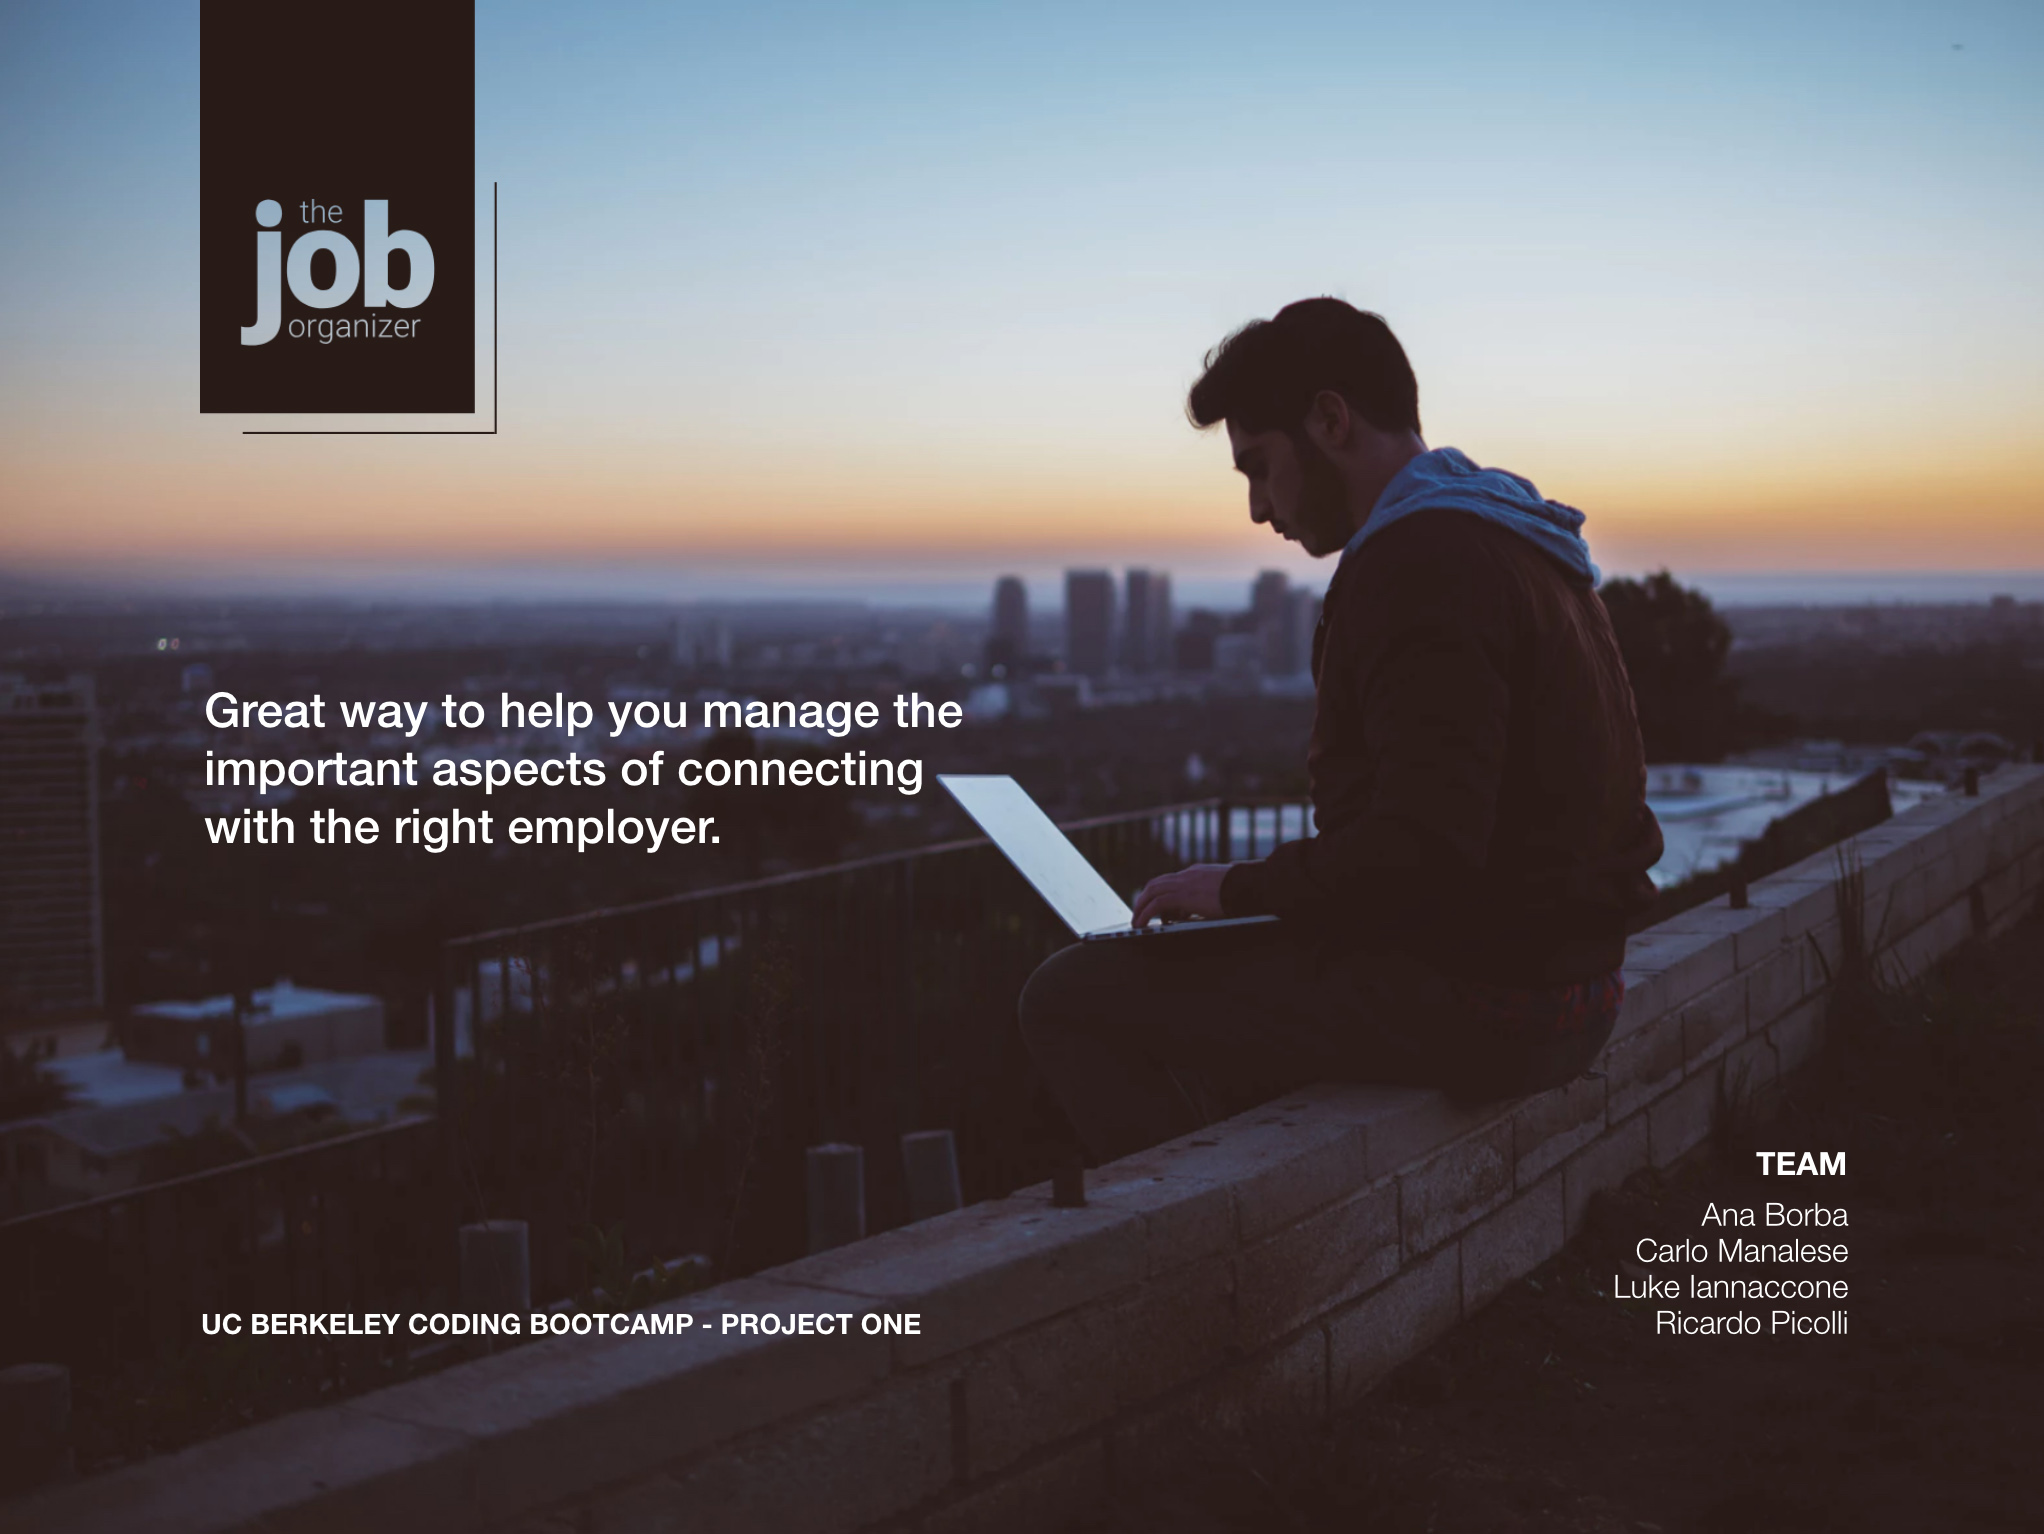 the
job
organizer
Great way to help you manage the
important aspects of connecting
with the right employer.
TEAM
Ana Borba
Carlo Manalese
Luke Iannaccone
Ricardo Picolli
UC BERKELEY CODING BOOTCAMP - PROJECT ONE